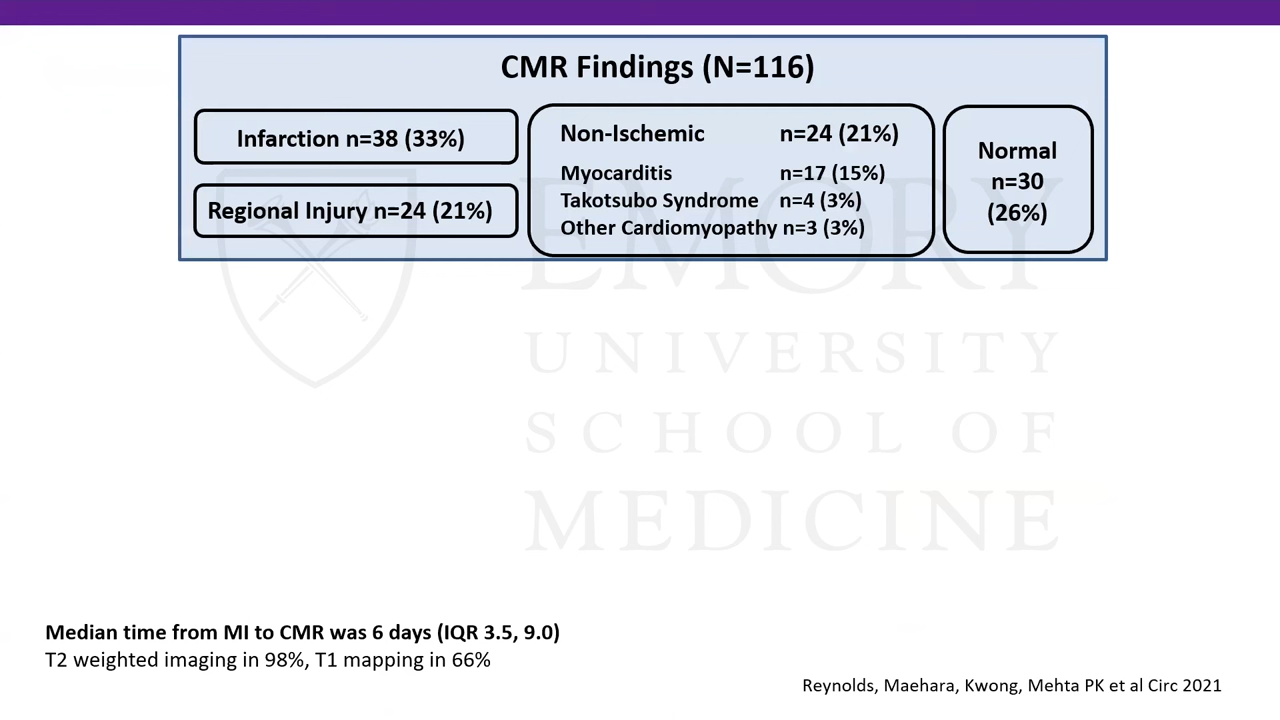 CMR Findings (N=116)
Infarction n=38 (33%)
Regional Injury n=24 (21%)
Non-Ischemic n=24 (21%)
Myocarditis n=17 (15%)
Takotsubo Syndrome n=4 (3%)
Other Cardiomyopathy n=3 (3%)
Normal
n=30
(26%)
EMORY
UNIVERSITY
SCHOOL OF
MEDICINE
Median time from MI to CMR was 6 days (IQR 3.5, 9.0)
T2 weighted imaging in 98%, T1 mapping in 66%
Reynolds, Maehara, Kwong, Mehta PK et al Circ 2021